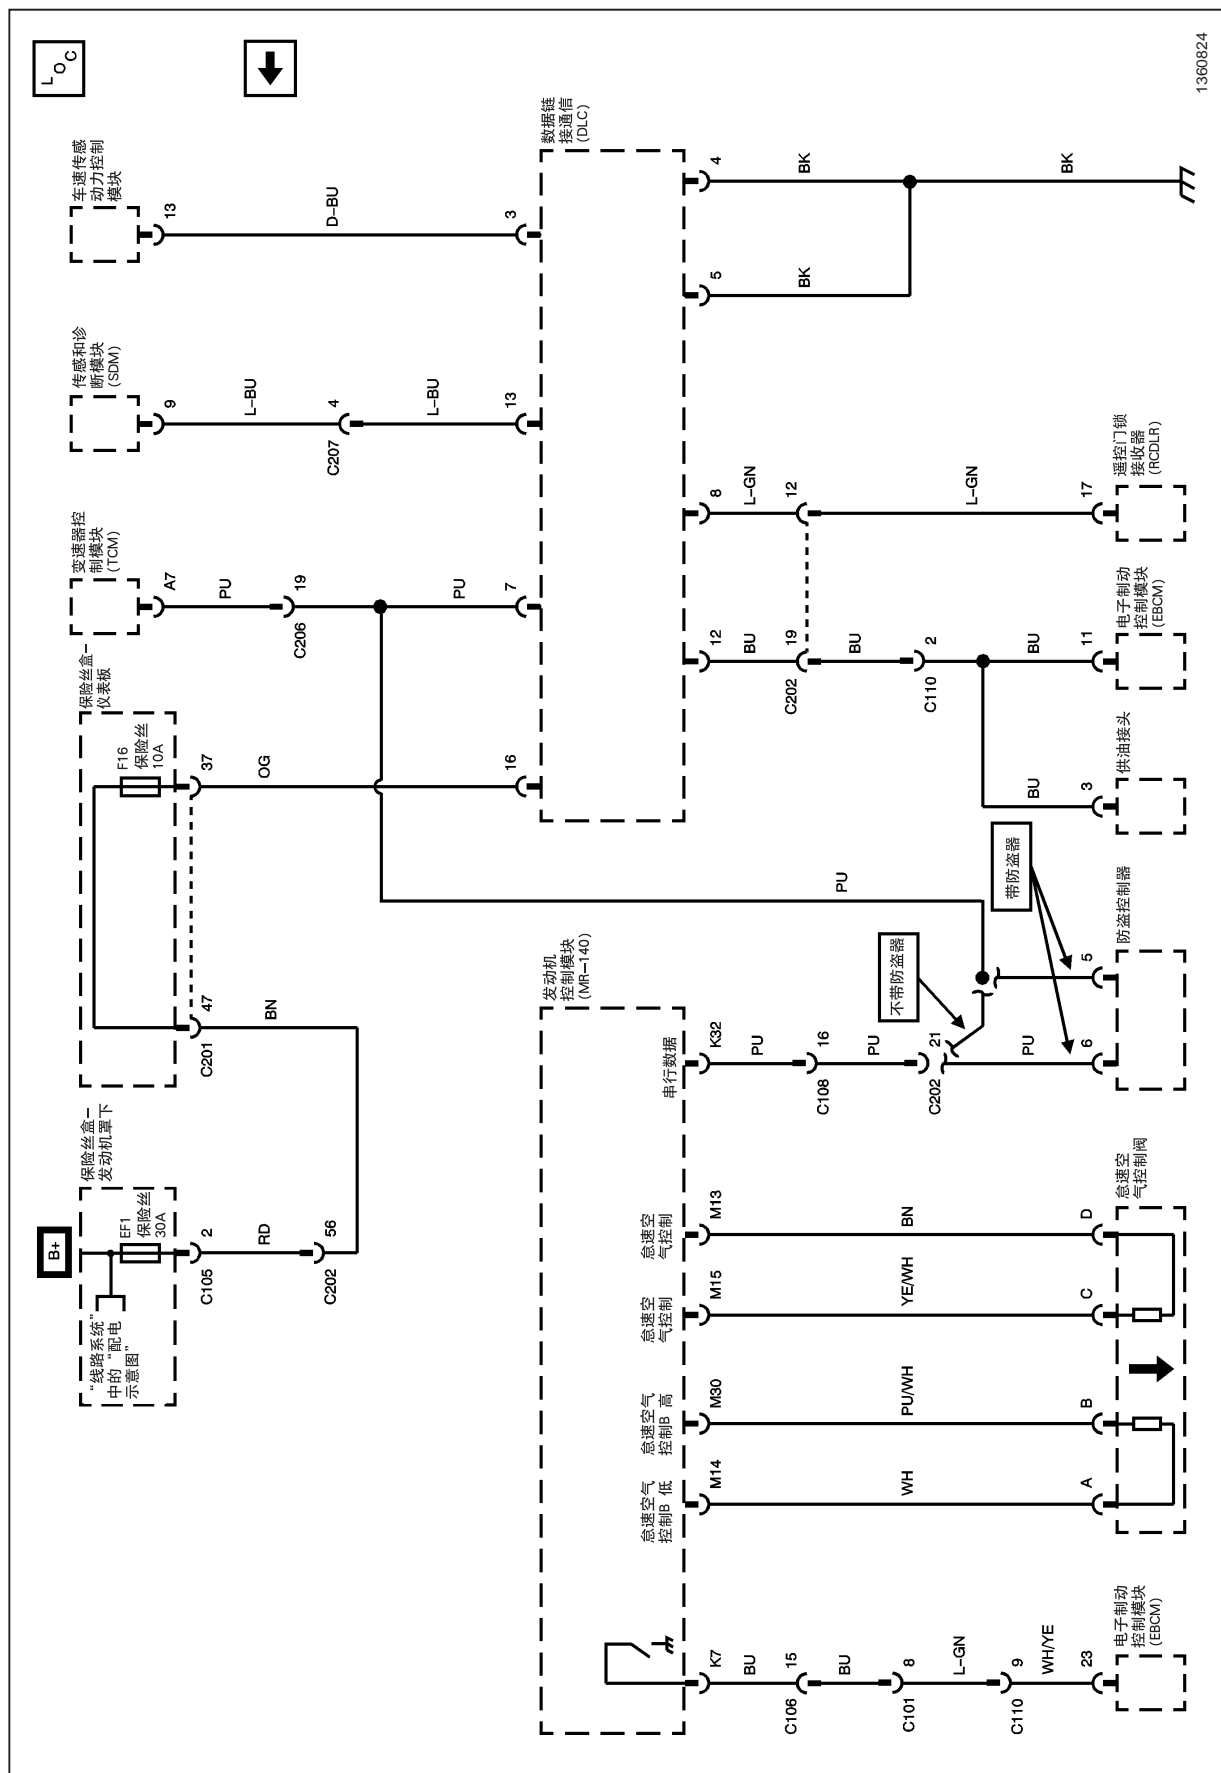 B+
LOC
“线路系统”
中的“配电
示意图”
EF1
保险丝
30A
保险丝盒–
发动机罩下
F16
保险丝
10A
保险丝盒–
仪表板
变速器控
制模块
(TCM)
传感和诊
断模块
(SDM)
车速传感
动力控制
模块
C105
2
C201
47
37
A7
9
13
RD
BN
OG
PU
L-BU
D-BU
C202
56
C206
19
C207
4
PU
L-BU
16
7
13
3
发动机
控制模块
(MR–140)
数据链
接通信
(DLC)
怠速空气
控制B 低
怠速空气
控制B 高
怠速空
气控制
怠速空
气控制
串行数据
K7
M14
M30
M15
M13
K32
12
8
5
4
BU
PU
BU
L-GN
BK
BK
C106
15
C108
16
C202
19
12
PU
BU
PU
BU
不带防盗器
C101
8
WH
PU/WH
YE/WH
BN
C202
21
C110
2
L-GN
L-GN
带防盗器
C110
9
WH/YE
PU
BU
BU
BK
23
A
B
C
D
6
5
3
11
17
电子制动
控制模块
(EBCM)
怠速空
气控制阀
防盗控制器
供油接头
电子制动
控制模块
(EBCM)
遥控门锁
接收器
(RCDLR)
1360824